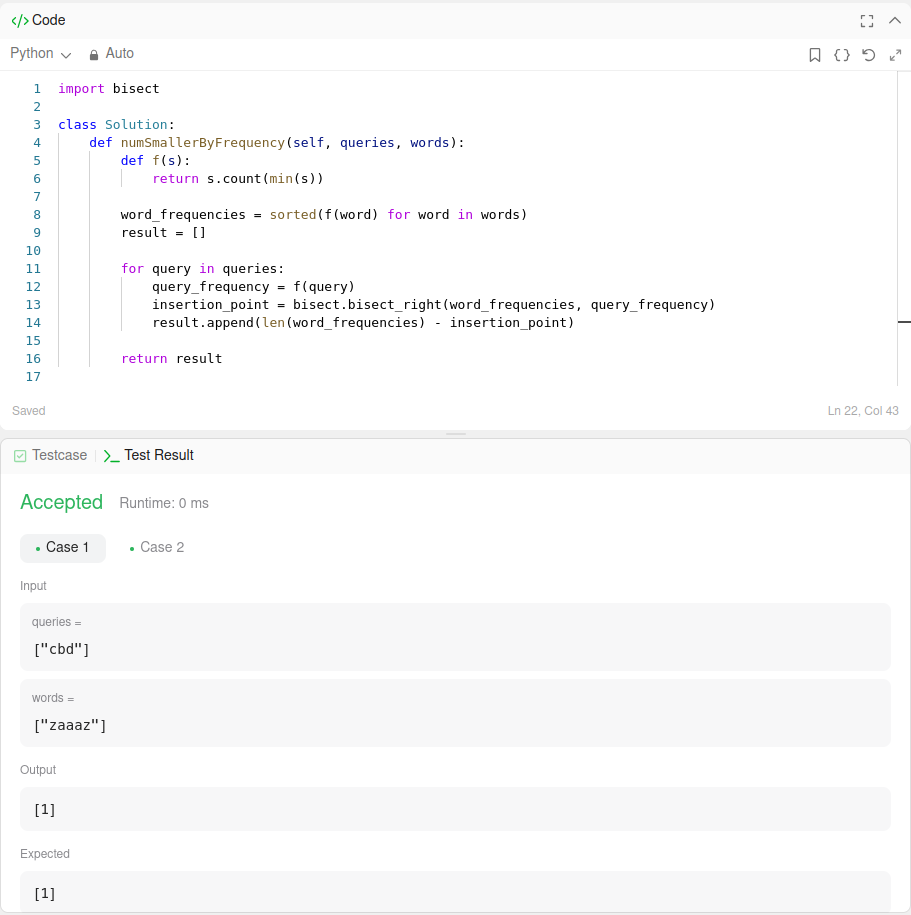 </> Code
Python Auto
1 import bisect
2
3 class Solution:
4     def numSmallerByFrequency(self, queries, words):
5         def f(s):
6             return s.count(min(s))
7
8         word_frequencies = sorted(f(word) for word in words)
9         result = []
10
11         for query in queries:
12             query_frequency = f(query)
13             insertion_point = bisect.bisect_right(word_frequencies, query_frequency)
14             result.append(len(word_frequencies) - insertion_point)
15
16         return result
17
Saved Ln 22, Col 43
Testcase Test Result
Accepted Runtime: 0 ms
Case 1 Case 2
Input
queries =
["cbd"]
words =
["zaaaz"]
Output
[1]
Expected
[1]